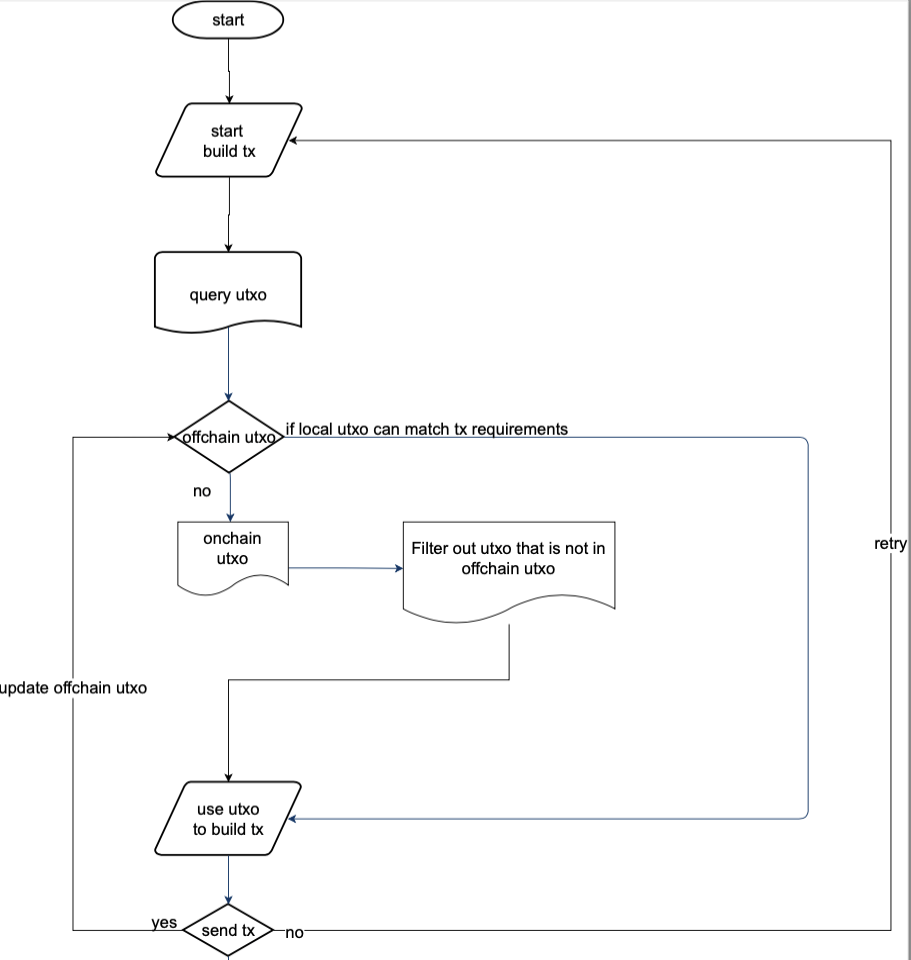 start
start
build tx
query utxo
offchain utxo
if local utxo can match tx requirements
no
onchain
utxo
Filter out utxo that is not in
offchain utxo
retry
update offchain utxo
use utxo
to build tx
yes
send tx
no